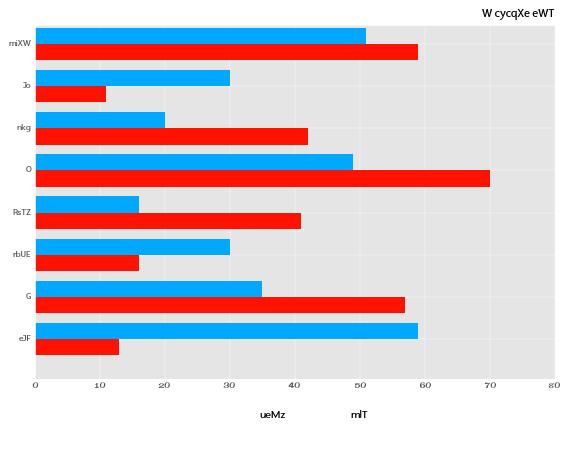 W cycqXe eWT
miXW
Jo
nkg
O
RsTZ
rbUE
G
eJF
0 10 20 30 40 50 60 70 80
ueMz mlT